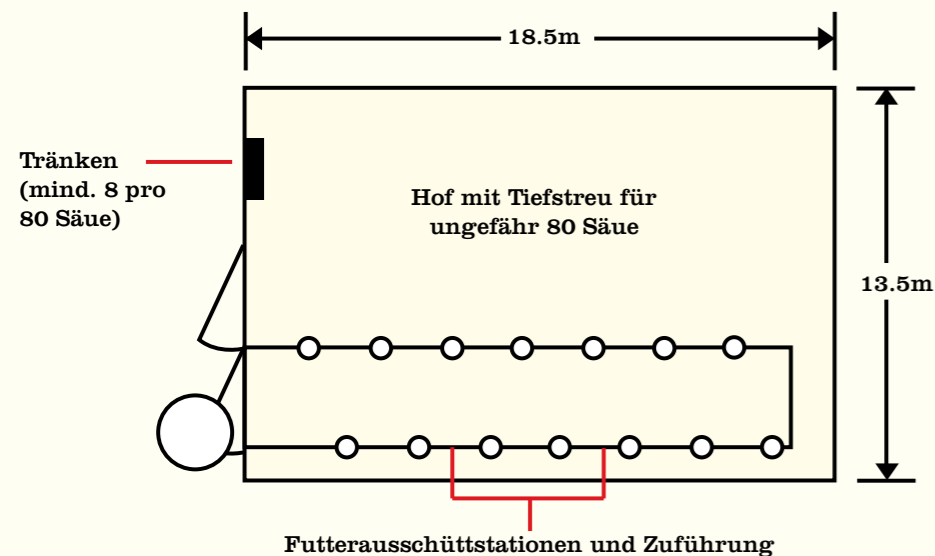 18.5m
Tränken
(mind. 8 pro
80 Säue)
Hof mit Tiefstreu für
ungefähr 80 Säue
13.5m
Futterausschüttstationen und Zuführung